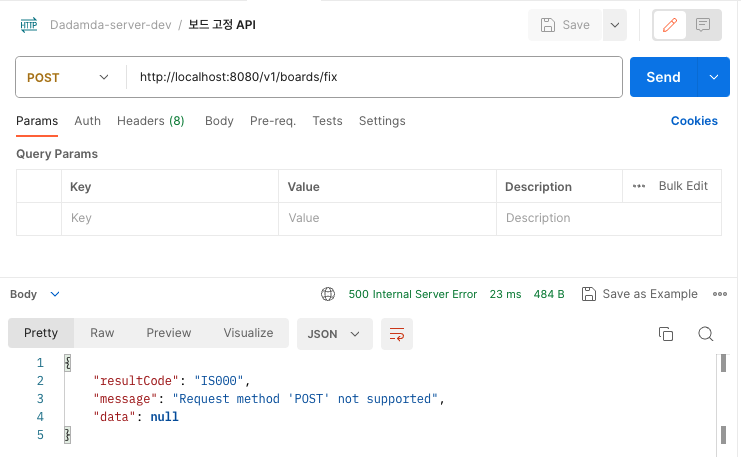 HTTP Dadamda-server-dev / 보드 고정 API Save
POST http://localhost:8080/v1/boards/fix Send
Params Auth Headers (8) Body Pre-req. Tests Settings Cookies
Query Params
Key Value Description ••• Bulk Edit
Key Value Description
Body 500 Internal Server Error 23 ms 484 B Save as Example •••
Pretty Raw Preview Visualize JSON
1 {
2 "resultCode": "IS000",
3 "message": "Request method 'POST' not supported",
4 "data": null
5 }